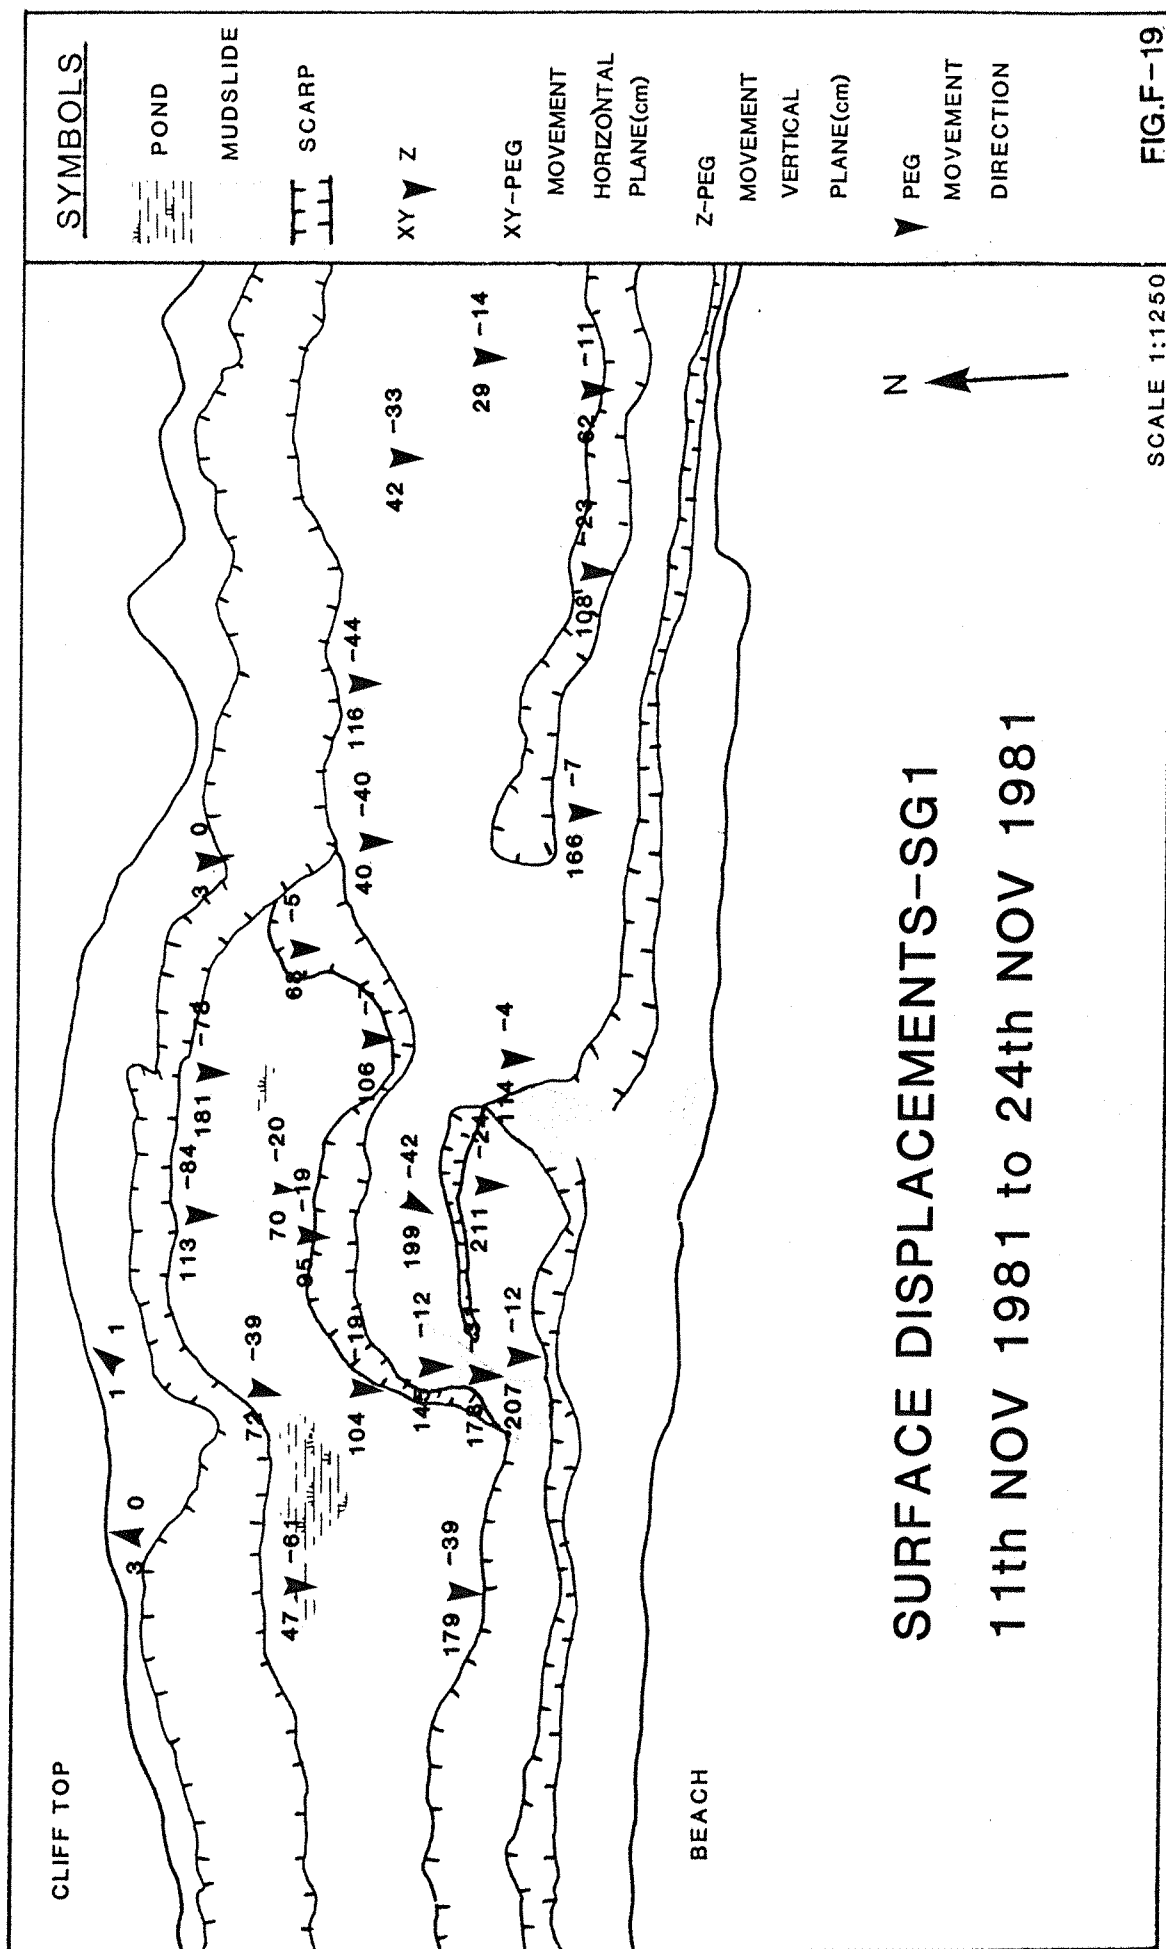 CLIFF TOP
3 0
1 1
3 0
113 -84
181 -78
72 -39
70 -20
95 -19
68 -5
47 -61
104 -19
106 -7
40 -40
116 -44
42 -33
199 -42
-12
179 -39
178
211 -24
114 -4
207 -12
29 -14
166 -7
108 -23
62 -11
BEACH
N
SURFACE DISPLACEMENTS-SG1
11th NOV 1981 to 24th NOV 1981
SCALE 1:1250
SYMBOLS
POND
MUDSLIDE
SCARP
XY Z
XY-PEG
MOVEMENT
HORIZONTAL
PLANE(cm)
Z-PEG
MOVEMENT
VERTICAL
PLANE(cm)
PEG
MOVEMENT
DIRECTION
FIG.F-19